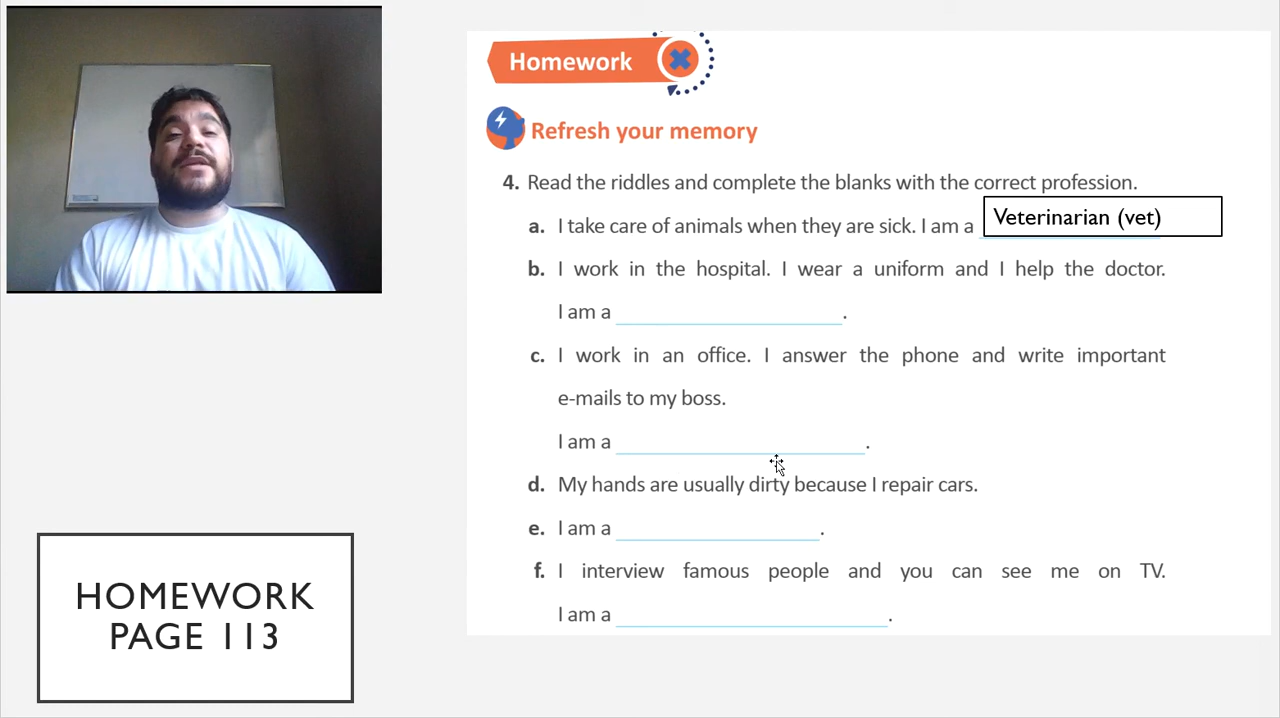 Homework
Refresh your memory
4. Read the riddles and complete the blanks with the correct profession.
a. I take care of animals when they are sick. I am a Veterinarian (vet)
b. I work in the hospital. I wear a uniform and I help the doctor.
I am a .
c. I work in an office. I answer the phone and write important
e-mails to my boss.
I am a .
d. My hands are usually dirty because I repair cars.
e. I am a .
f. I interview famous people and you can see me on TV.
I am a .
HOMEWORK
PAGE 113